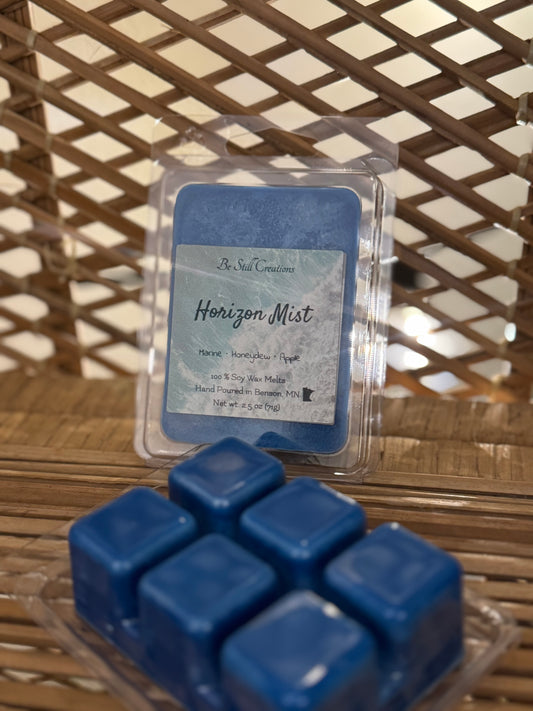 Be Still Creations
Horizon Mist
Marine • Honeydew • Apple
100 % Soy Wax Melts
Hand Poured in Benson, MN
Net wt. 2.5 oz (71g)